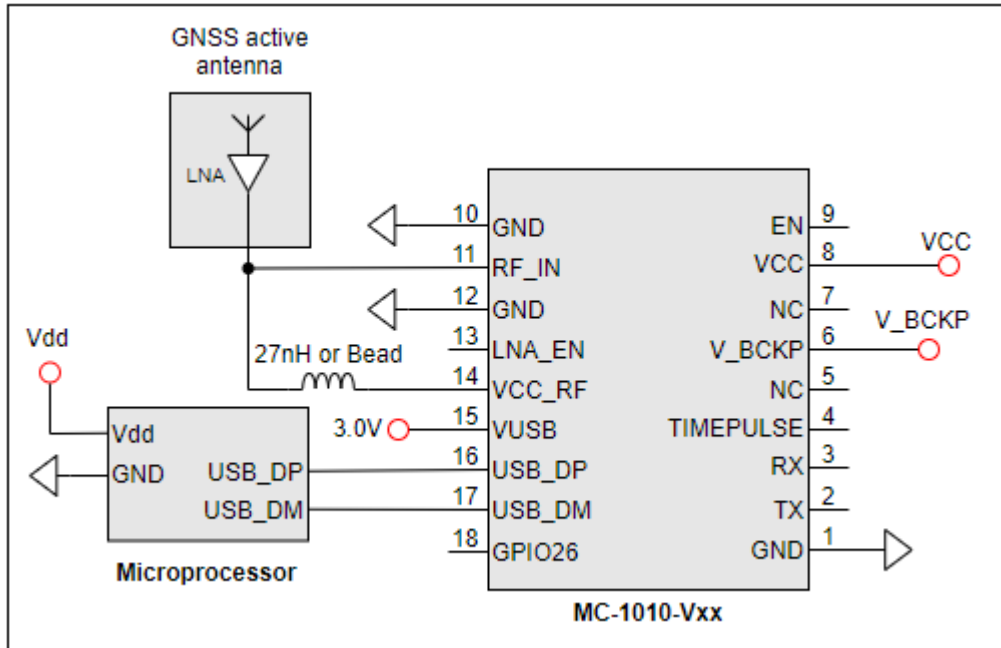 GNSS active
antenna
LNA
10 GND
EN 9
11 RF_IN
VCC 8
VCC
12 GND
NC 7
13 LNA_EN
V_BCKP 6
V_BCKP
27nH or Bead
14 VCC_RF
NC 5
Vdd
3.0V
15 VUSB
TIMEPULSE 4
Vdd
GND
USB_DP
16 USB_DP
RX 3
USB_DM
17 USB_DM
TX 2
18 GPIO26
GND 1
Microprocessor
MC-1010-Vxx